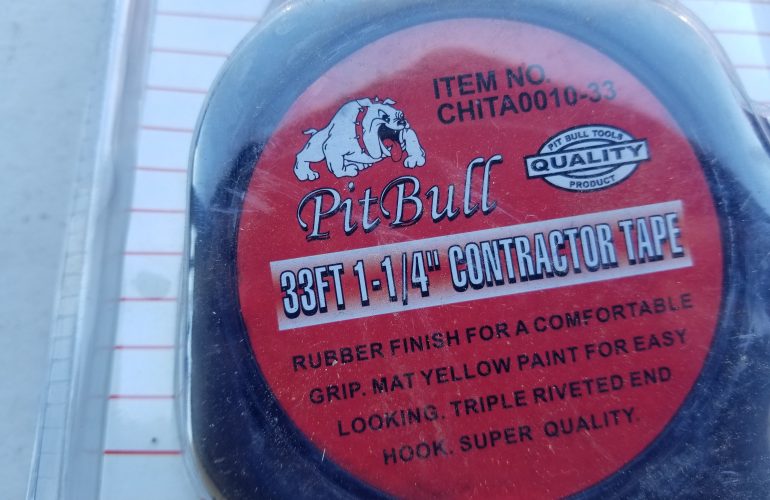 ITEM NO.
CHiTA0010-33
PIT BULL TOOLS
QUALITY
PRODUCT
PitBull
33FT 1-1/4" CONTRACTOR TAPE
RUBBER FINISH FOR A COMFORTABLE
GRIP. MAT YELLOW PAINT FOR EASY
LOOKING. TRIPLE RIVETED END
HOOK. SUPER QUALITY.